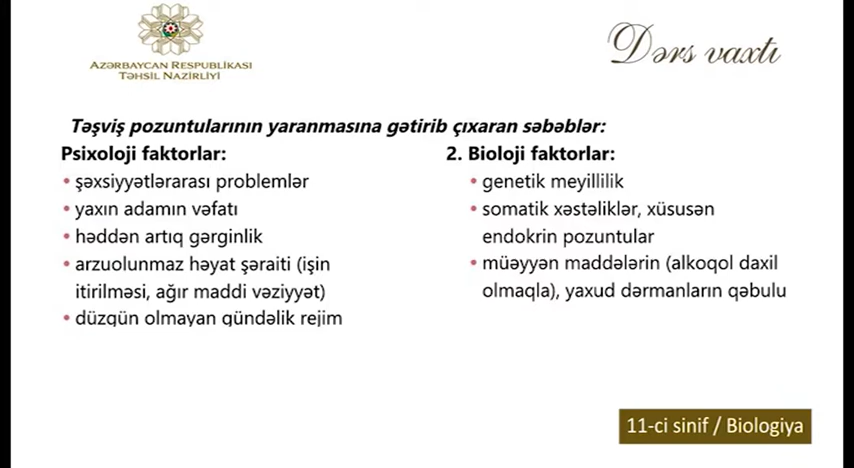 AZƏRBAYCAN RESPUBLİKASI
TƏHSİL NAZİRLİYİ
Dərs vaxtı
Təşviş pozuntularının yaranmasına gətirib çıxaran səbəblər:
Psixoloji faktorlar:
• şəxsiyyətlərarası problemlər
• yaxın adamın vəfatı
• həddən artıq gərginlik
• arzuolunmaz həyat şəraiti (işin
itirilməsi, ağır maddi vəziyyət)
• düzgün olmayan gündəlik rejim
2. Bioloji faktorlar:
• genetik meyillilik
• somatik xəstəliklər, xüsusən
endokrin pozuntular
• müəyyən maddələrin (alkoqol daxil
olmaqla), yaxud dərmanların qəbulu
11-ci sinif / Biologiya